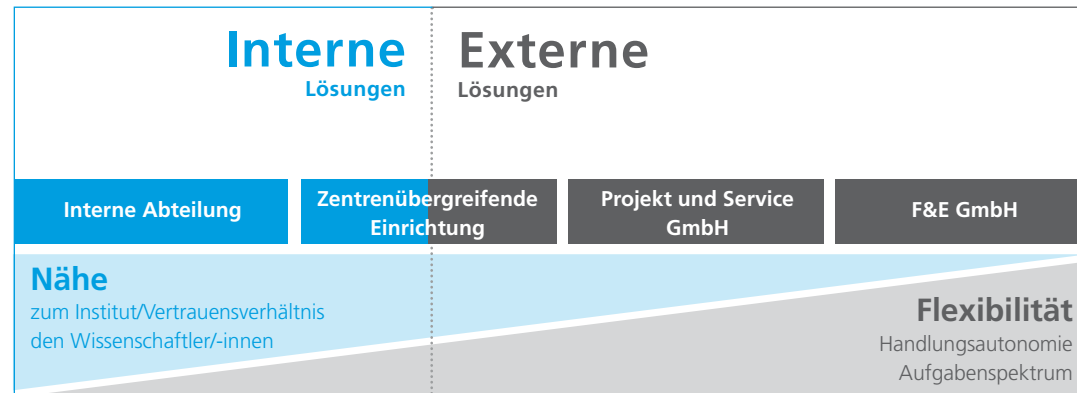 Interne
Lösungen
Externe
Lösungen
Interne Abteilung
Zentrenübergreifende
Einrichtung
Projekt und Service
GmbH
F&E GmbH
Nähe
zum Institut/Vertrauensverhältnis
den Wissenschaftler/-innen
Flexibilität
Handlungsautonomie
Aufgabenspektrum